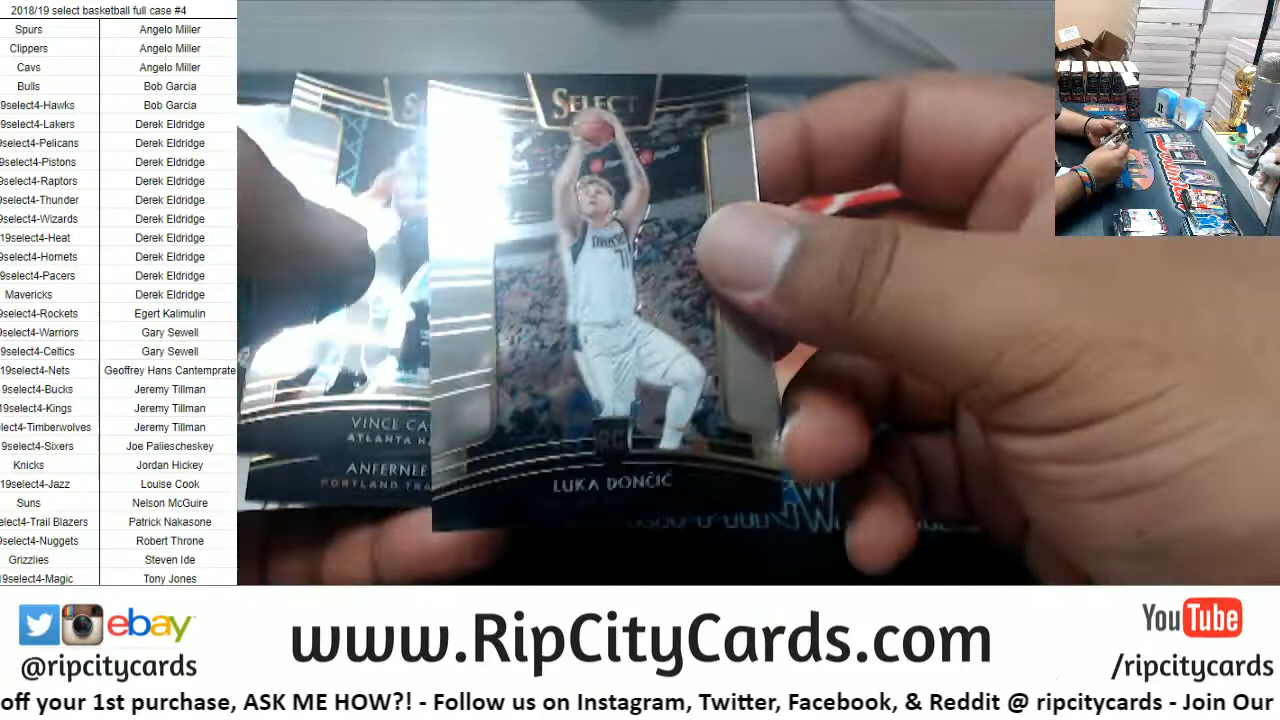 2018/19 select basketball full case #4
Spurs Angelo Miller
Clippers Angelo Miller
Cavs Angelo Miller
Bulls Bob Garcia
9select4-Hawks Bob Garcia
9select4-Lakers Derek Eldridge
9select4-Pelicans Derek Eldridge
9select4-Pistons Derek Eldridge
9select4-Raptors Derek Eldridge
9select4-Thunder Derek Eldridge
9select4-Wizards Derek Eldridge
19select4-Heat Derek Eldridge
9select4-Hornets Derek Eldridge
9select4-Pacers Derek Eldridge
Mavericks Derek Eldridge
9select4-Rockets Egert Kalimulin
9select4-Warriors Gary Sewell
9select4-Celtics Gary Sewell
19select4-Nets Geoffrey Hans Cantemprate
9select4-Bucks Jeremy Tillman
9select4-Kings Jeremy Tillman
lect4-Timberwolves Jeremy Tillman
9select4-Sixers Joe Paliescheskey
Knicks Jordan Hickey
19select4-Jazz Louise Cook
Suns Nelson McGuire
elect4-Trail Blazers Patrick Nakasone
9select4-Nuggets Robert Throne
Grizzlies Steven Ide
19select4-Magic Tony Jones
SELECT
LUKA DONČIĆ
VINCE CA
ATLANTA H
ANFERNEE
PORTLAND TRA
ebay
@ripcitycards
www.RipCityCards.com
YouTube
/ripcitycards
off your 1st purchase, ASK ME HOW?! - Follow us on Instagram, Twitter, Facebook, & Reddit @ ripcitycards - Join Our